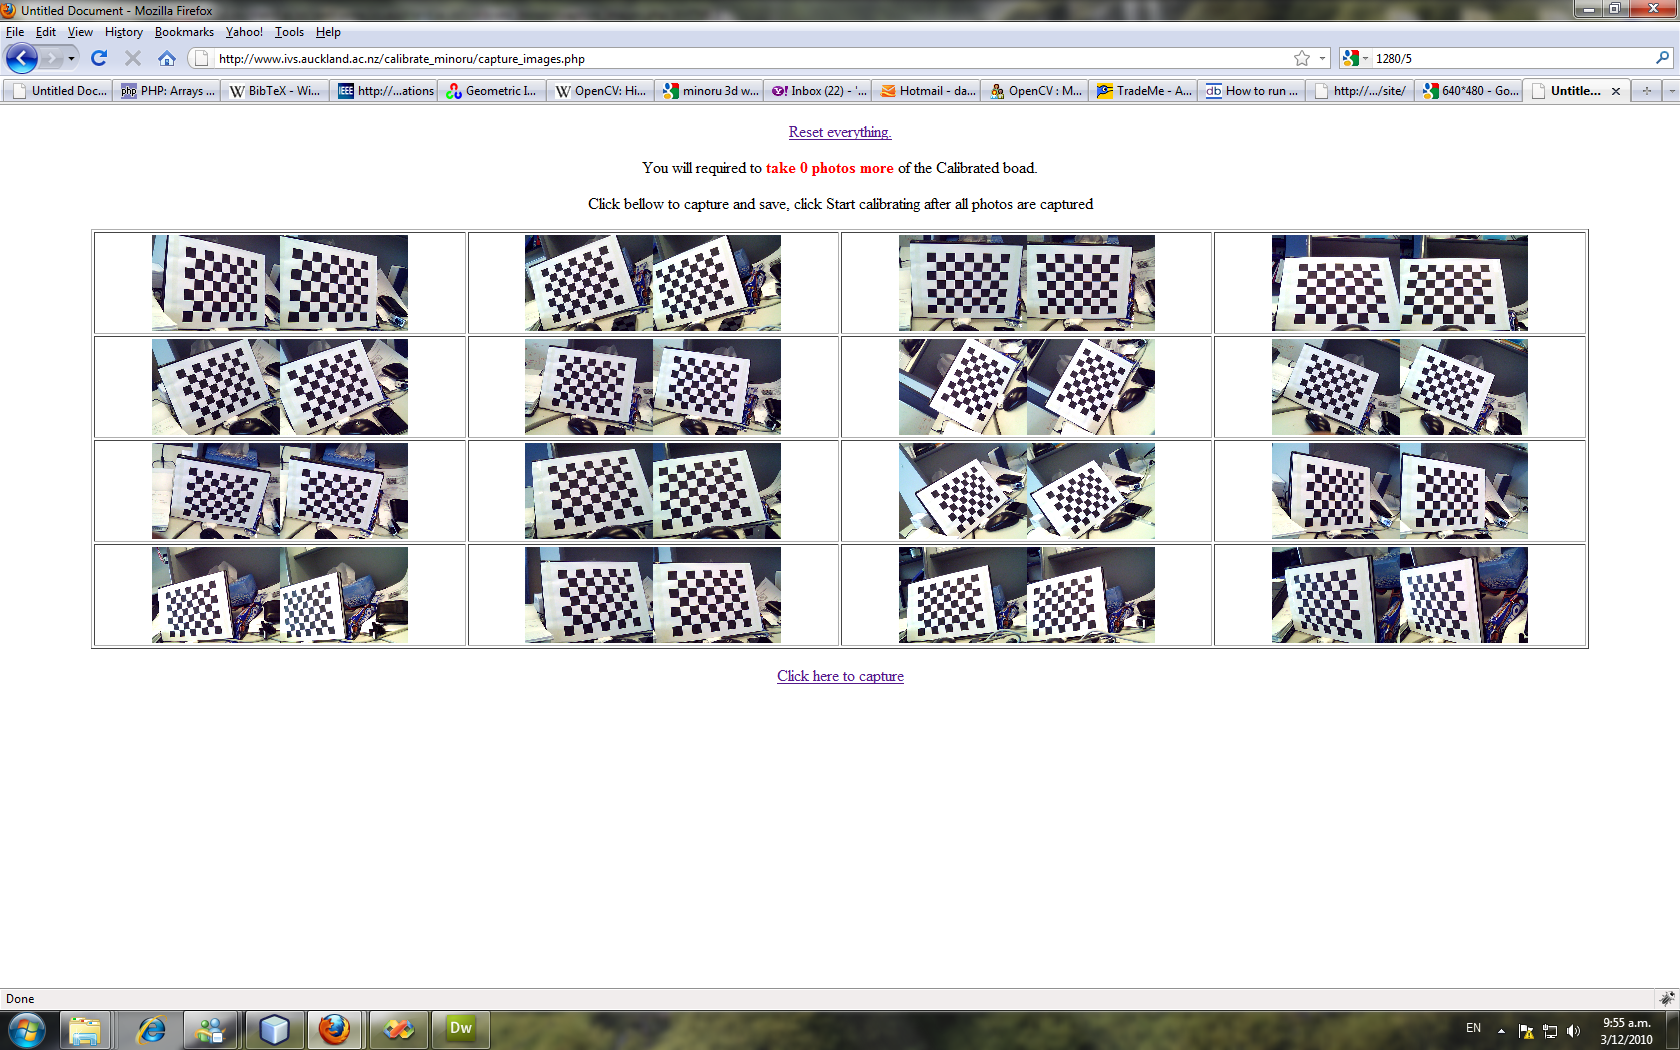 Untitled Document - Mozilla Firefox
File Edit View History Bookmarks Yahoo! Tools Help
http://www.ivs.auckland.ac.nz/calibrate_minoru/capture_images.php
1280/5
Untitled Doc...
php PHP: Arrays ...
W BibTeX - Wi...
IEEE http://...ations
Geometric I...
W OpenCV: Hi...
minoru 3d w...
Y! Inbox (22) - '...
Hotmail - da...
OpenCV : M...
TradeMe - A...
db How to run ...
http://.../site/
640*480 - Go...
Untitle...
Reset everything.
You will required to take 0 photos more of the Calibrated boad.
Click bellow to capture and save, click Start calibrating after all photos are captured
Click here to capture
Done
Dw
EN
9:55 a.m.
3/12/2010